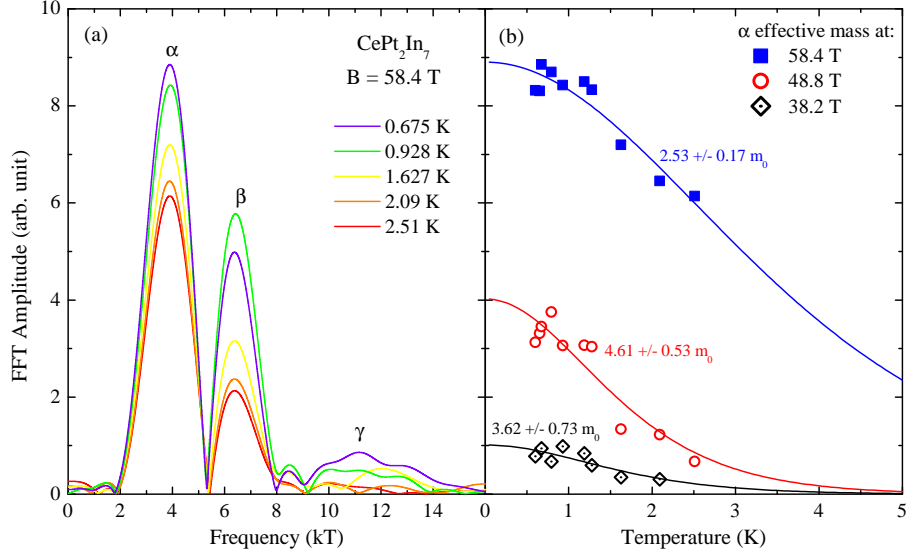 (a)
α
CePt₂In₇
B = 58.4 T
β
γ
0.675 K
0.928 K
1.627 K
2.09 K
2.51 K
FFT Amplitude (arb. unit)
10
8
6
4
2
0
0 2 4 6 8 10 12 14
Frequency (kT)
(b)
α effective mass at:
58.4 T
48.8 T
38.2 T
2.53 +/- 0.17 m₀
4.61 +/- 0.53 m₀
3.62 +/- 0.73 m₀
0 1 2 3 4 5
Temperature (K)